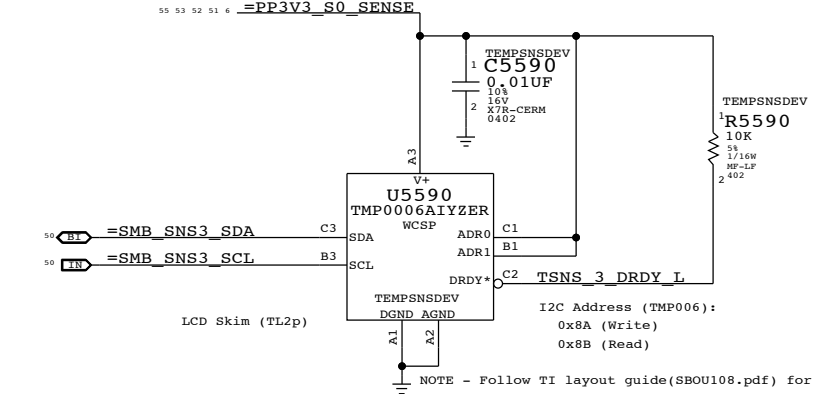 55 53 52 51 6 =PP3V3_S0_SENSE
TEMPSNSDEV
1 C5590
0.01UF
10%
16V
2 X7R-CERM
0402
TEMPSNSDEV
1 R5590
10K
5%
1/16W
MF-LF
2 402
A3
V+
U5590
TMP0006AIYZER
WCSP
50 BI =SMB_SNS3_SDA C3 SDA
ADR0 C1
ADR1 B1
50 IN =SMB_SNS3_SCL B3 SCL
DRDY* C2 TSNS_3_DRDY_L
TEMPSNSDEV
DGND AGND
A1 A2
LCD Skim (TL2p)
I2C Address (TMP006):
0x8A (Write)
0x8B (Read)
NOTE - Follow TI layout guide(SBOU108.pdf) for